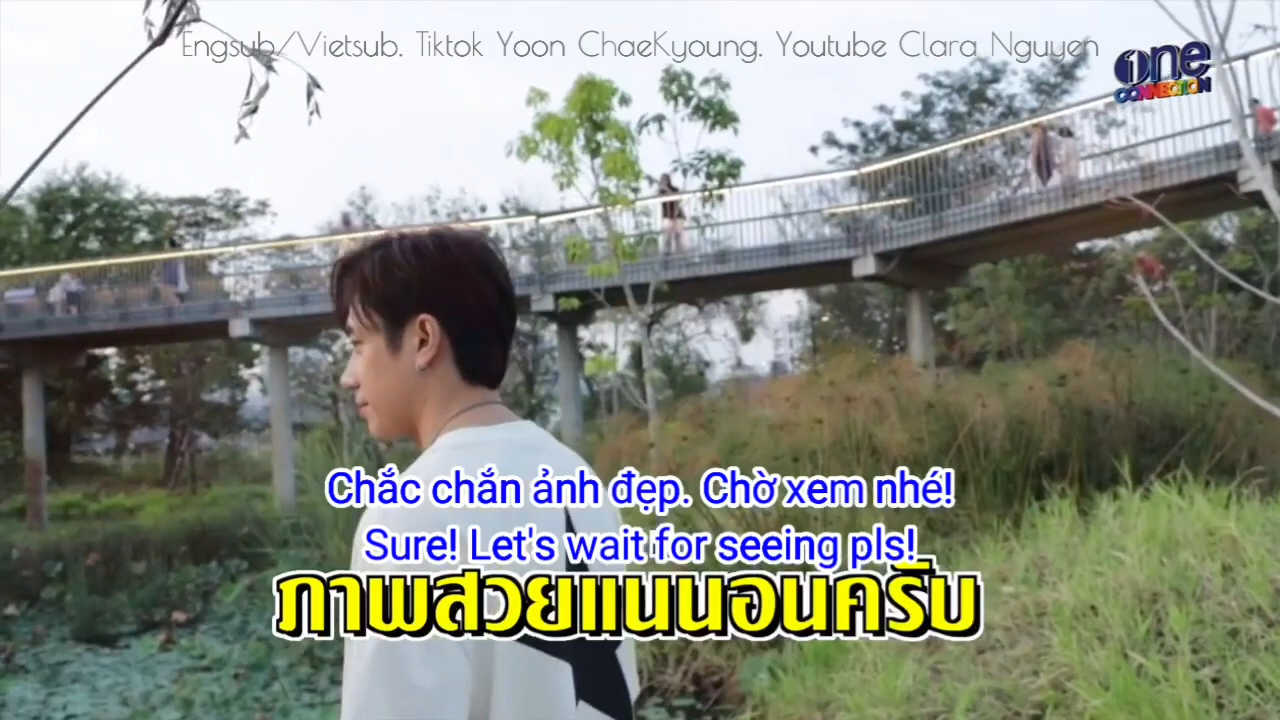 Engsub/Vietsub. Tiktok Yoon ChaeKyoung. Youtube Clara Nguyen
one
CONNECTION
Chắc chắn ảnh đẹp. Chờ xem nhé!
Sure! Let's wait for seeing pls!
ภาพสวยแน่นอนครับ